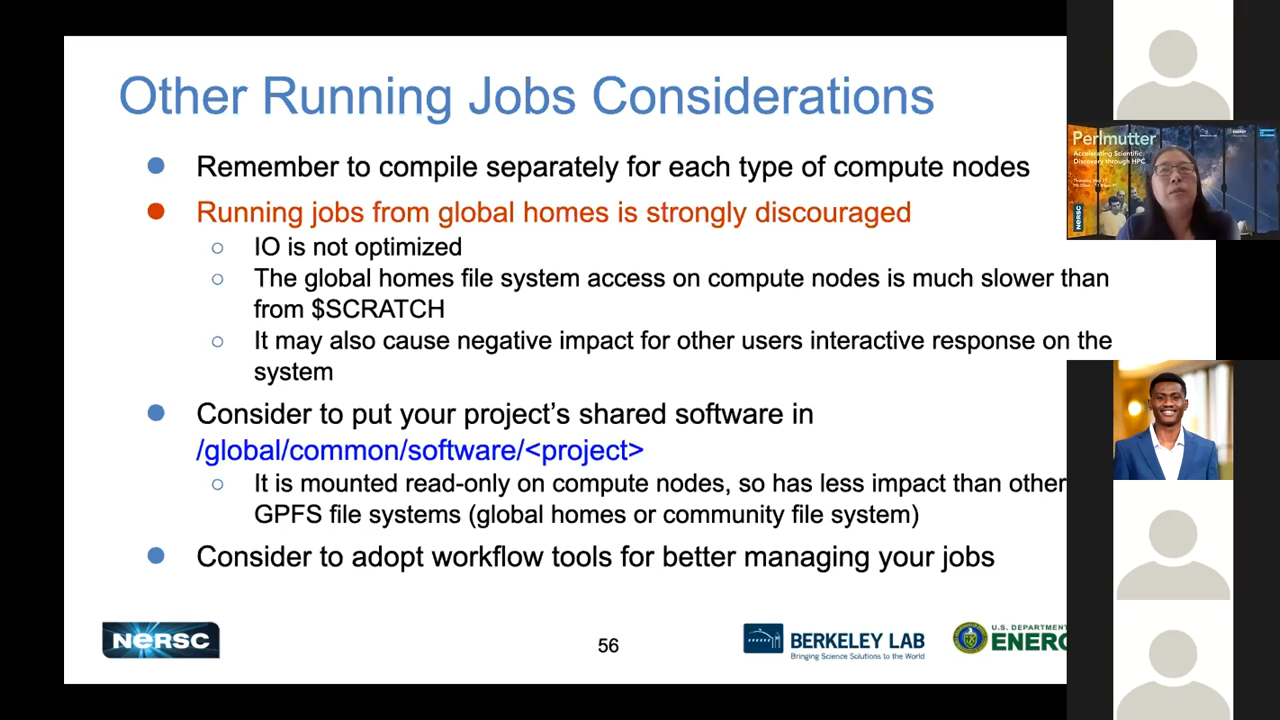 Other Running Jobs Considerations
Remember to compile separately for each type of compute nodes
Running jobs from global homes is strongly discouraged
IO is not optimized
The global homes file system access on compute nodes is much slower than
from $SCRATCH
It may also cause negative impact for other users interactive response on the
system
Consider to put your project's shared software in
/global/common/software/<project>
It is mounted read-only on compute nodes, so has less impact than other
GPFS file systems (global homes or community file system)
Consider to adopt workflow tools for better managing your jobs
NERSC
56
BERKELEY LAB
Bringing Science Solutions to the World
U.S. DEPARTMENT
ENERG
Perlmutter
Accelerating Scientific
Discovery through HPC
NERSC